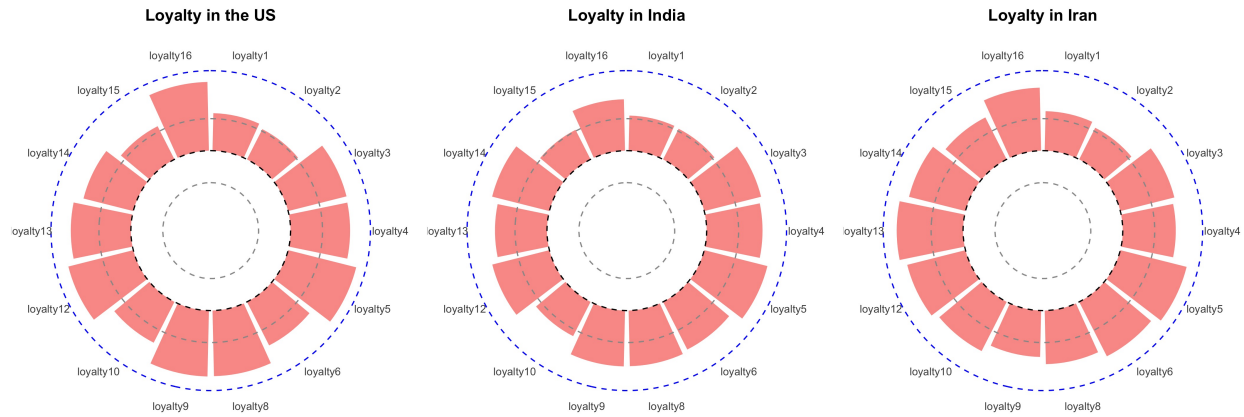 Loyalty in the US
loyalty16
loyalty1
loyalty15
loyalty2
loyalty14
loyalty3
loyalty13
loyalty4
loyalty12
loyalty5
loyalty10
loyalty6
loyalty9
loyalty8
Loyalty in India
loyalty16
loyalty1
loyalty15
loyalty2
loyalty14
loyalty3
loyalty13
loyalty4
loyalty12
loyalty5
loyalty10
loyalty6
loyalty9
loyalty8
Loyalty in Iran
loyalty16
loyalty1
loyalty15
loyalty2
loyalty14
loyalty3
loyalty13
loyalty4
loyalty12
loyalty5
loyalty10
loyalty6
loyalty9
loyalty8